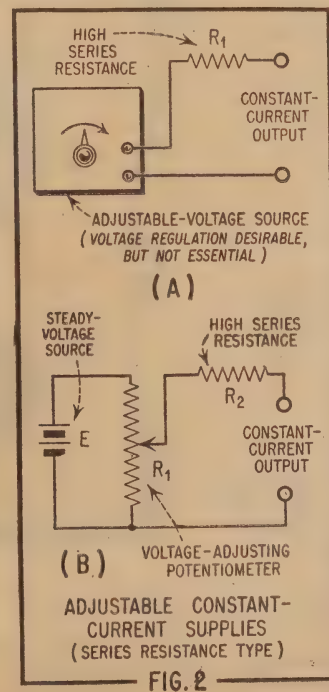 HIGH
SERIES
RESISTANCE
R1
CONSTANT-
CURRENT
OUTPUT
ADJUSTABLE-VOLTAGE SOURCE
(VOLTAGE REGULATION DESIRABLE,
BUT NOT ESSENTIAL)
(A)
STEADY-
VOLTAGE
SOURCE
HIGH SERIES
RESISTANCE
R2
E
R1
CONSTANT-
CURRENT
OUTPUT
(B)
VOLTAGE-ADJUSTING
POTENTIOMETER
ADJUSTABLE CONSTANT-
CURRENT SUPPLIES
(SERIES RESISTANCE TYPE)
FIG. 2